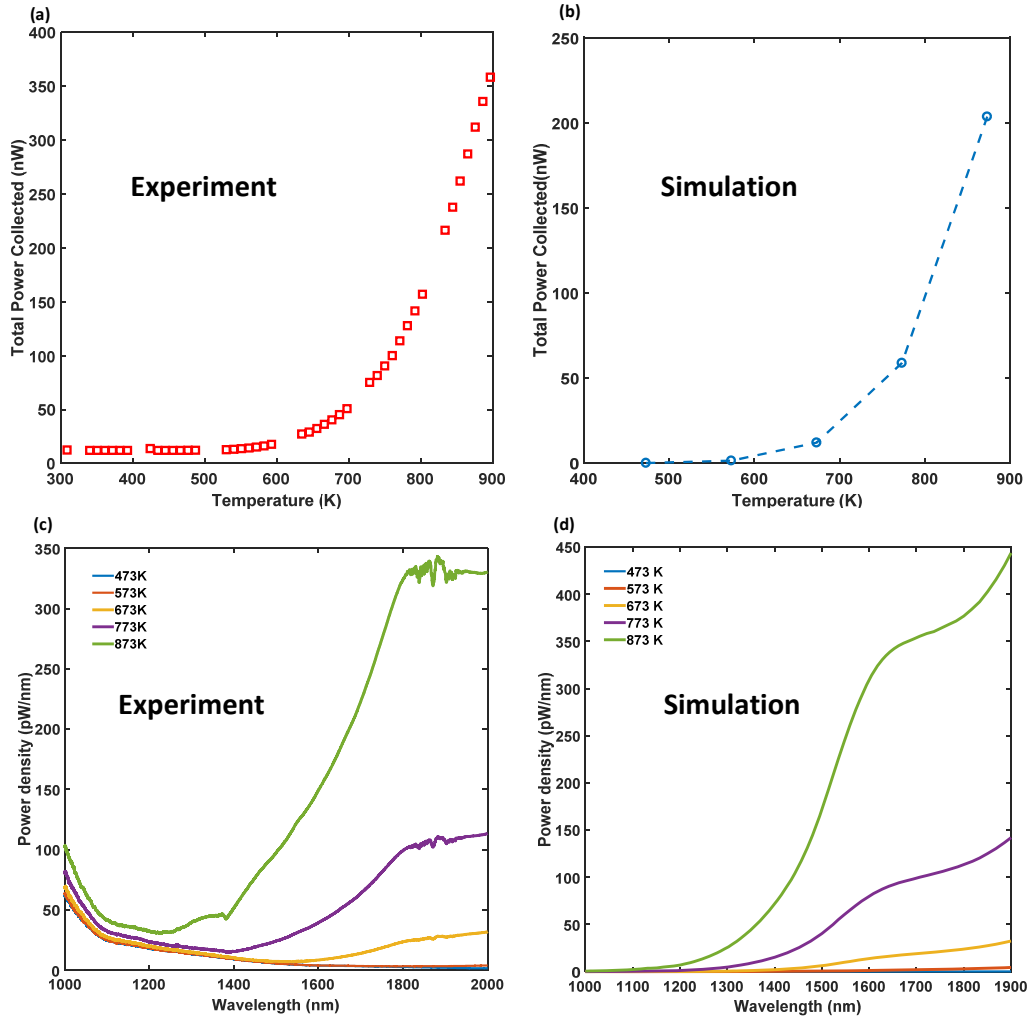 (a)
400
350
300
250
200
150
100
50
0
300 400 500 600 700 800 900
Total Power Collected (nW)
Temperature (K)
Experiment
(b)
250
200
150
100
50
0
400 500 600 700 800 900
Total Power Collected(nW)
Temperature (K)
Simulation
(c)
350
300
250
200
150
100
50
0
1000 1200 1400 1600 1800 2000
Power density (pW/nm)
Wavelength (nm)
473K
573K
673K
773K
873K
Experiment
(d)
450
400
350
300
250
200
150
100
50
0
1000 1100 1200 1300 1400 1500 1600 1700 1800 1900
Power density (pW/nm)
Wavelength (nm)
473 K
573 K
673 K
773 K
873 K
Simulation